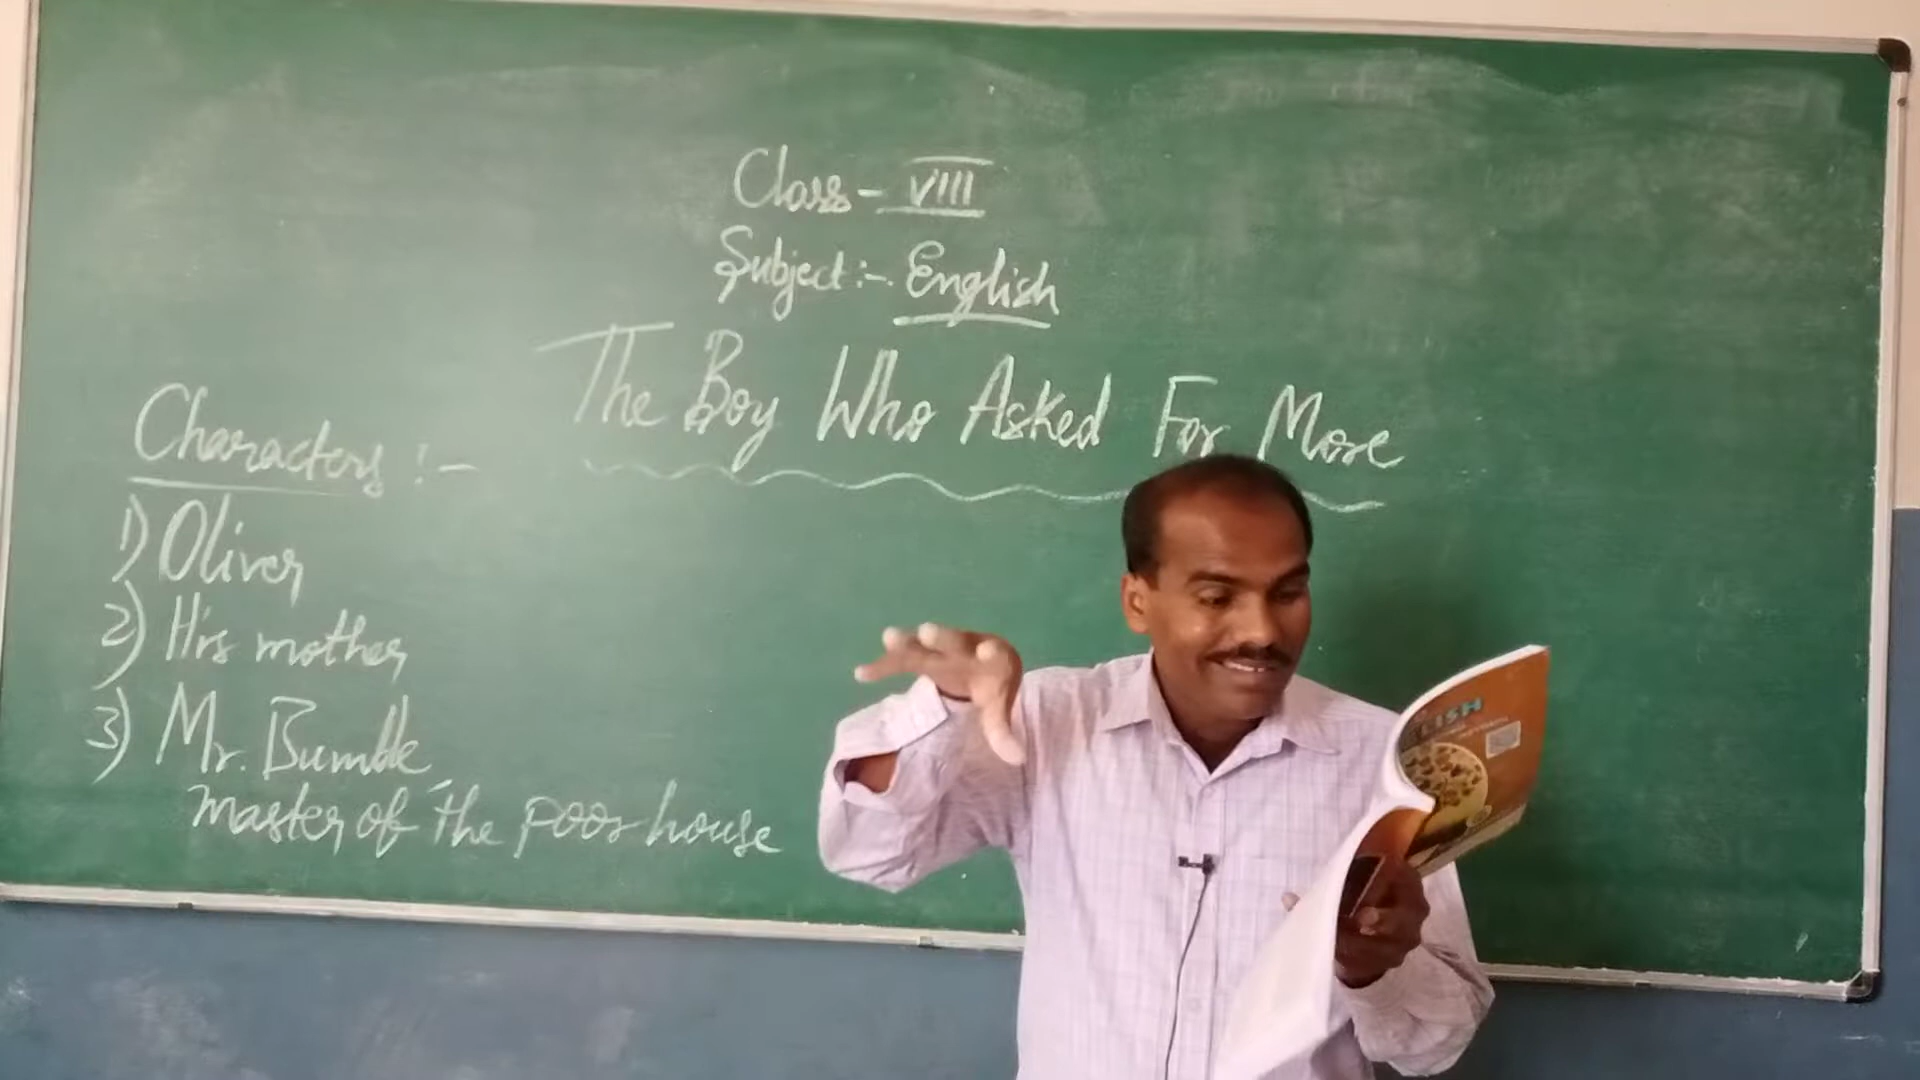 Class - VIII
Subject :- English
The Boy Who Asked For More
Characters :-
1) Oliver
2) His mother
3) Mr. Bumble
master of the poor house
LISH